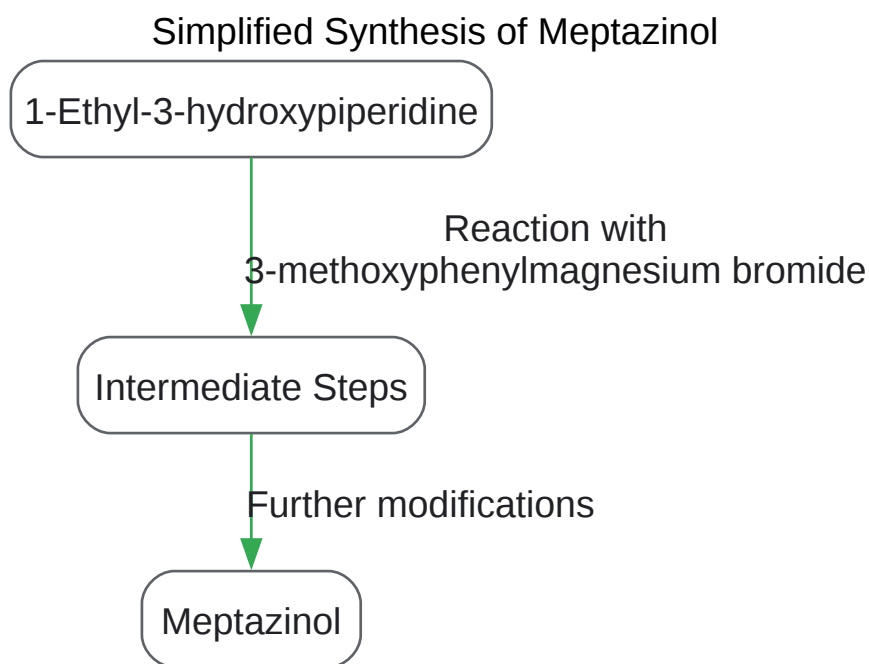 Simplified Synthesis of Meptazinol
1-Ethyl-3-hydroxypiperidine
Reaction with
3-methoxyphenylmagnesium bromide
Intermediate Steps
Further modifications
Meptazinol